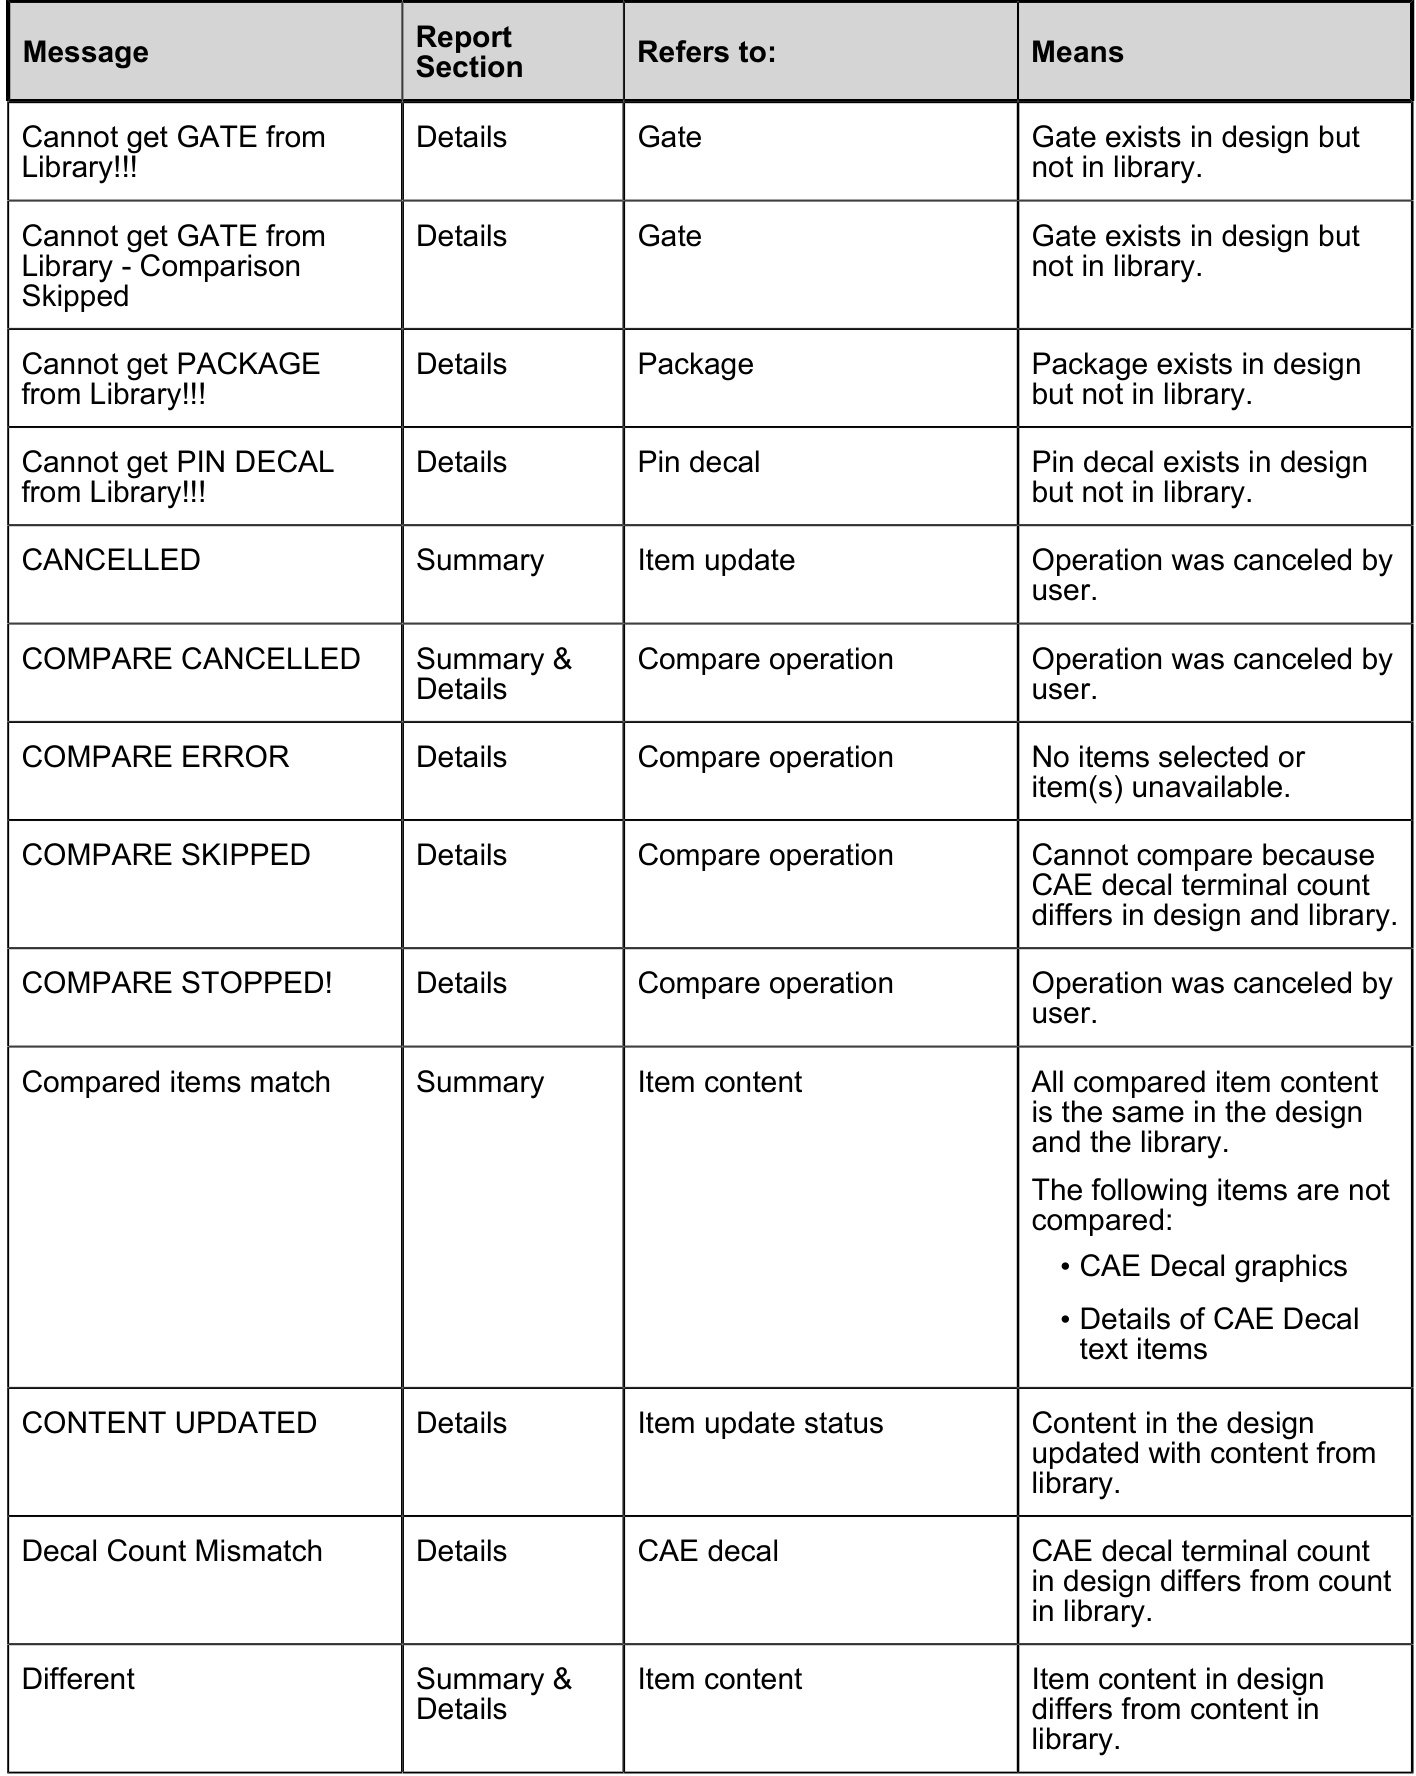 Message
Report
Section
Refers to:
Means
Cannot get GATE from
Library!!!
Details
Gate
Gate exists in design but
not in library.
Cannot get GATE from
Library - Comparison
Skipped
Details
Gate
Gate exists in design but
not in library.
Cannot get PACKAGE
from Library!!!
Details
Package
Package exists in design
but not in library.
Cannot get PIN DECAL
from Library!!!
Details
Pin decal
Pin decal exists in design
but not in library.
CANCELLED
Summary
Item update
Operation was canceled by
user.
COMPARE CANCELLED
Summary &
Details
Compare operation
Operation was canceled by
user.
COMPARE ERROR
Details
Compare operation
No items selected or
item(s) unavailable.
COMPARE SKIPPED
Details
Compare operation
Cannot compare because
CAE decal terminal count
differs in design and library.
COMPARE STOPPED!
Details
Compare operation
Operation was canceled by
user.
Compared items match
Summary
Item content
All compared item content
is the same in the design
and the library.
The following items are not
compared:
• CAE Decal graphics
• Details of CAE Decal
text items
CONTENT UPDATED
Details
Item update status
Content in the design
updated with content from
library.
Decal Count Mismatch
Details
CAE decal
CAE decal terminal count
in design differs from count
in library.
Different
Summary &
Details
Item content
Item content in design
differs from content in
library.